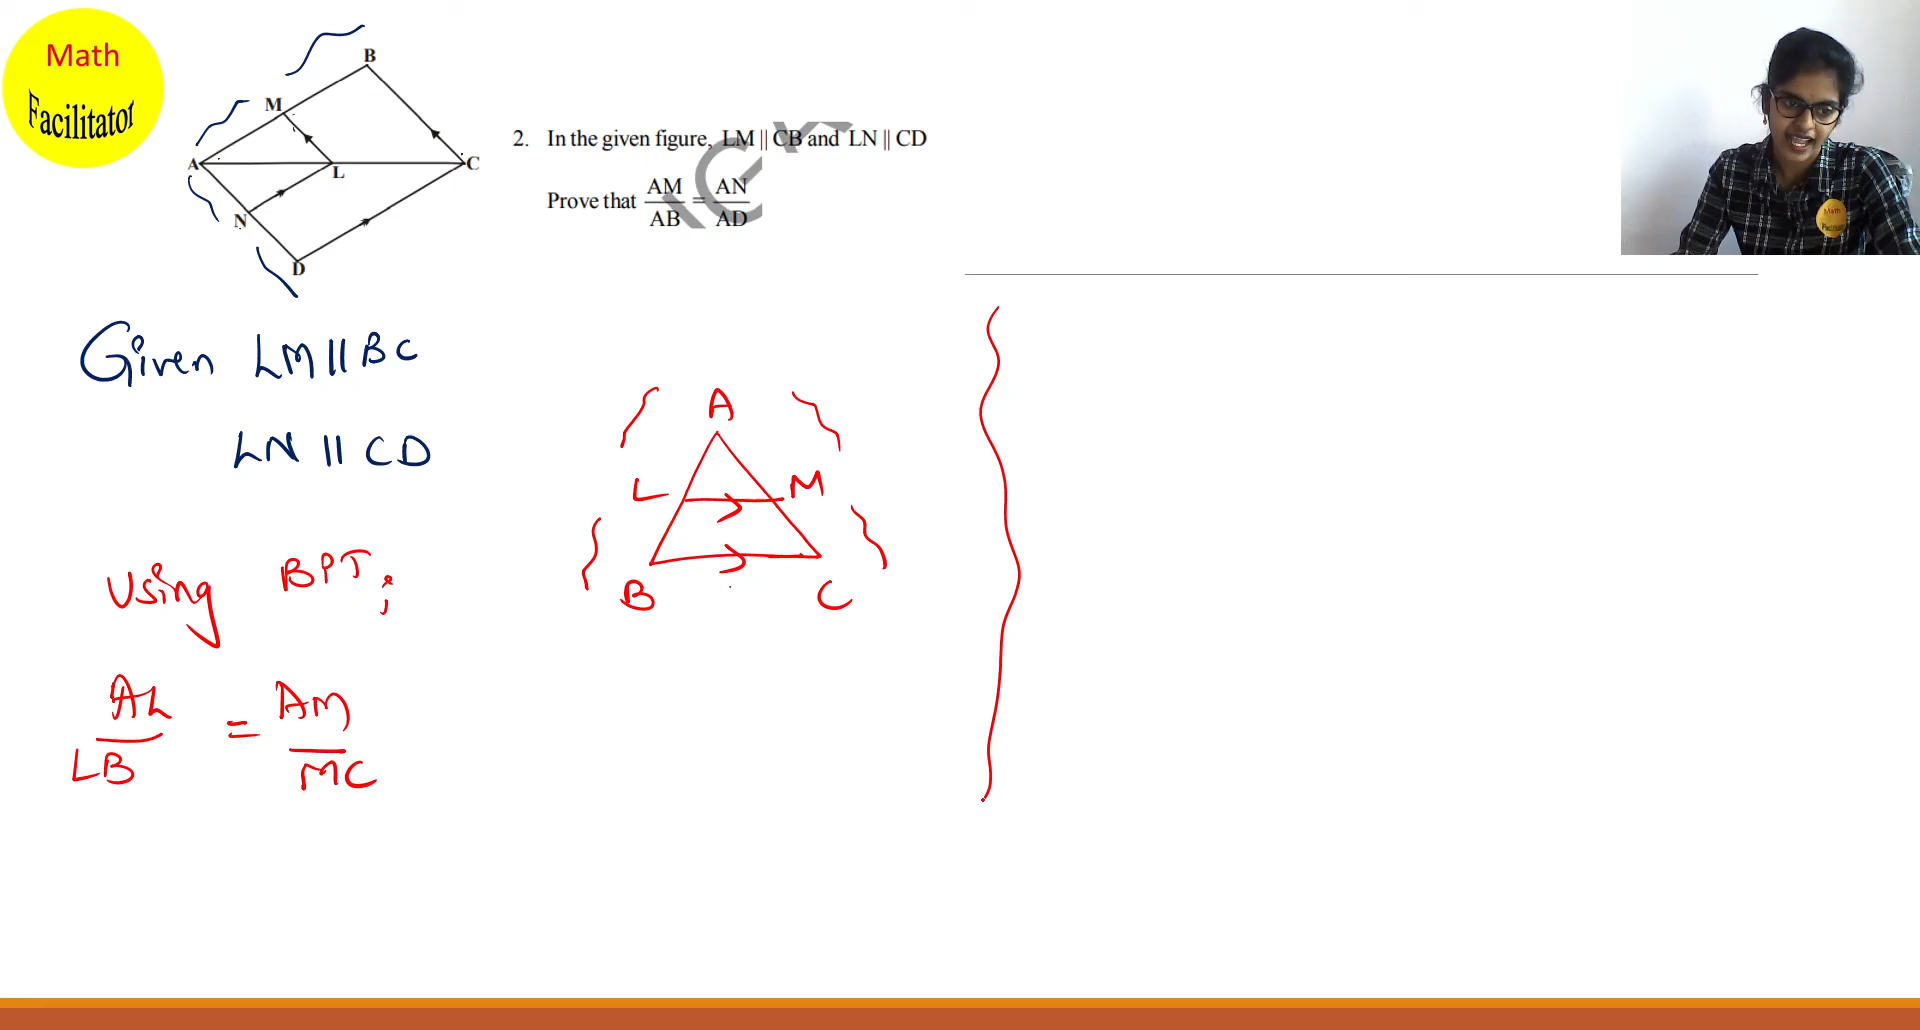 Math
Facilitator
B
M
A
L
C
N
D
2. In the given figure, LM || CB and LN || CD
Prove that AM/AB = AN/AD
Math
Given LM || BC
LN || CD
A
L M
B C
Using BPT;
AL/LB = AM/MC